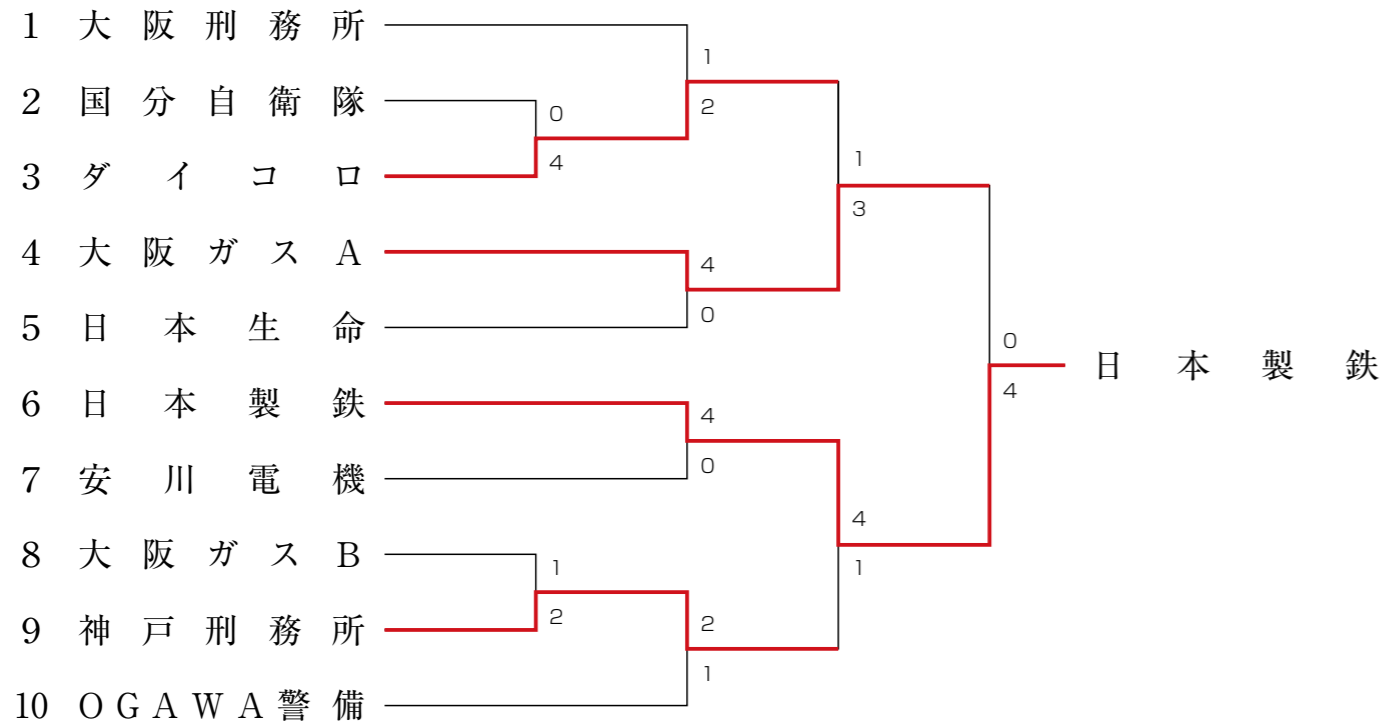 1 大阪刑務所
1
2 国分自衛隊
0
2
3 ダイコロ
4
1
3
4 大阪ガスA
4
5 日本生命
0
0
日本製鉄
6 日本製鉄
4
4
7 安川電機
0
4
8 大阪ガスB
1
1
9 神戸刑務所
2
2
1
10 OGAWA警備